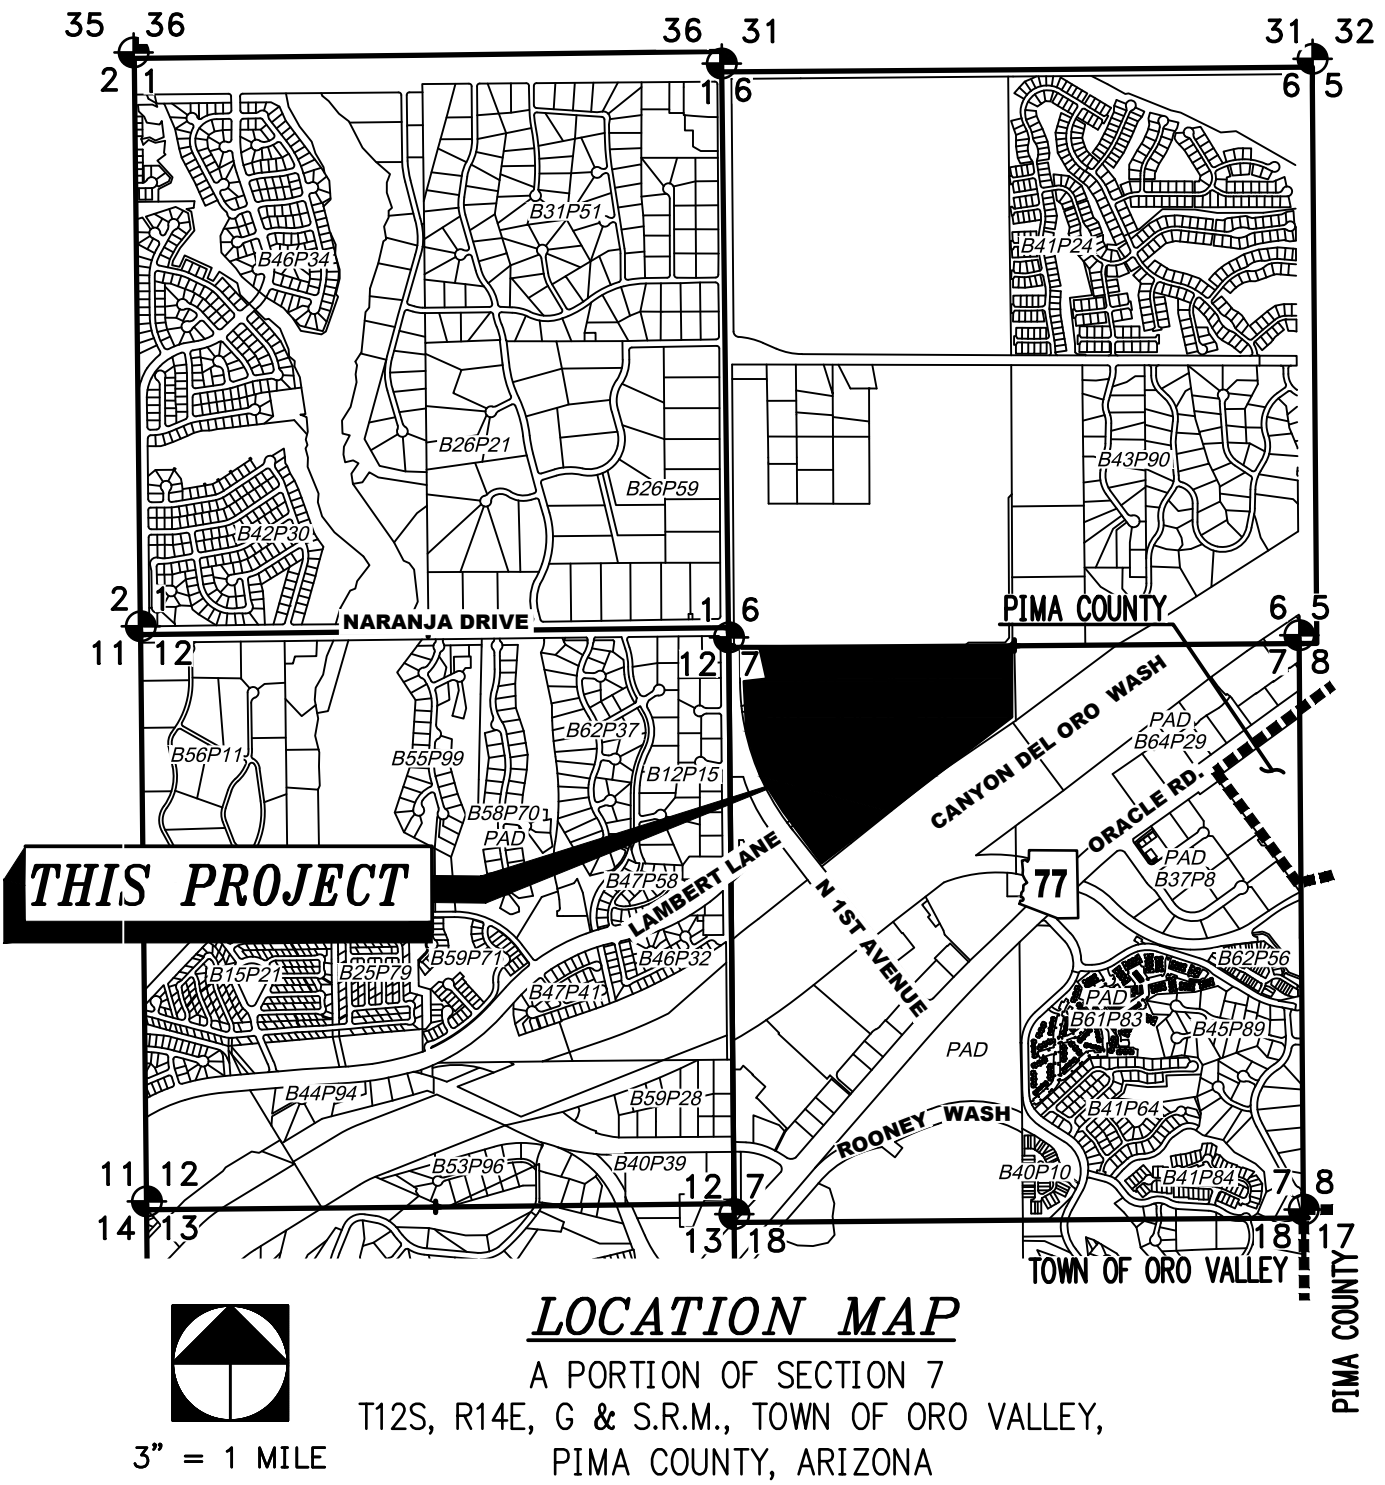 35 36
36 31
31 32
2 1
1 6
6 5
B31P51
B46P34
B41P24
B26P21
B43P90
B26P59
B42P30
2 1
1 6
PIMA COUNTY
6 5
NARANJA DRIVE
11 12
12 7
7 8
B56P11
B55P99
B62P37
B12P15
CANYON DEL ORO WASH
PAD
B64P29
B58P70
PAD
ORACLE RD.
THIS PROJECT
B47P58
LAMBERT LANE
N 1ST AVENUE
77
PAD
B37P8
B15P21
B25P79
B59P71
B46P32
B47P41
B62P56
PAD
B61P83
B45P89
PAD
B44P94
B59P28
B41P64
ROONEY WASH
B53P96
B40P39
B40P10
B41P84
11 12
12 7
7 8
14 13
13 18
18 17
TOWN OF ORO VALLEY
PIMA COUNTY
LOCATION MAP
A PORTION OF SECTION 7
T12S, R14E, G & S.R.M., TOWN OF ORO VALLEY,
PIMA COUNTY, ARIZONA
3" = 1 MILE